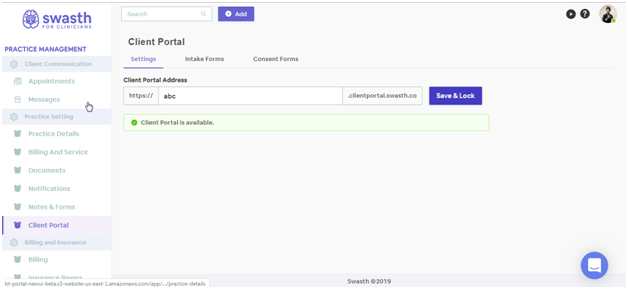 swasth
FOR CLINICIANS
Search
Add
PRACTICE MANAGEMENT
Client Communication
Appointments
Messages
Practice Setting
Practice Details
Billing And Service
Documents
Notifications
Notes & Forms
Client Portal
Billing and Insurance
Billing
Insurance Payers
Client Portal
Settings Intake Forms Consent Forms
Client Portal Address
https:// abc .clientportal.swasth.co Save & Lock
Client Portal is available.
Swasth ©2019
bh-portal-newui-beta.s3-website-us-east-1.amazonaws.com/app/.../practice-details